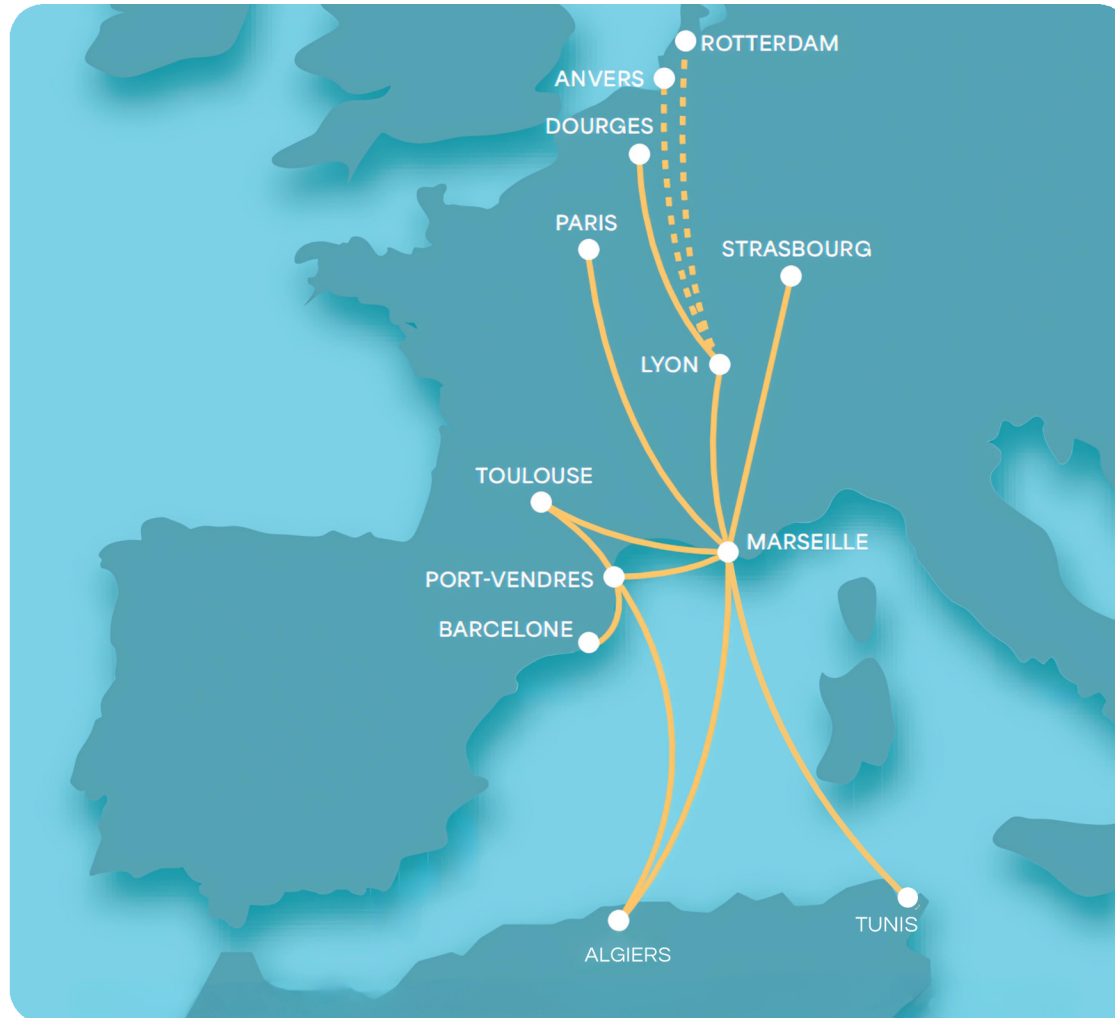 ROTTERDAM
ANVERS
DOURGES
PARIS
STRASBOURG
LYON
TOULOUSE
MARSEILLE
PORT-VENDRES
BARCELONE
TUNIS
ALGIERS